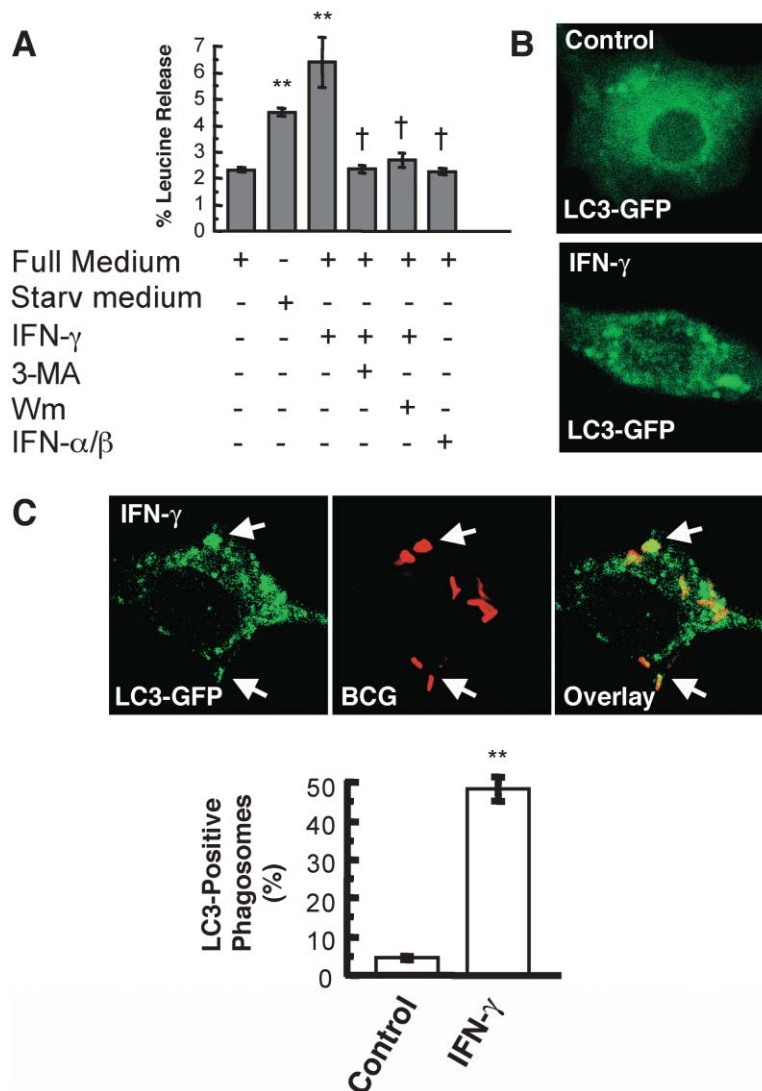 A
% Leucine Release
7
6
5
4
3
2
1
0
** ** † † †
Full Medium + - + + + +
Starv medium - + - - - -
IFN-γ - - + + + -
3-MA - - - + - -
Wm - - - - + -
IFN-α/β - - - - - +
B
Control
LC3-GFP
IFN-γ
LC3-GFP
C
IFN-γ
LC3-GFP
BCG
Overlay
LC3-Positive
Phagosomes
(%)
50
40
30
20
10
0
**
Control
IFN-γ